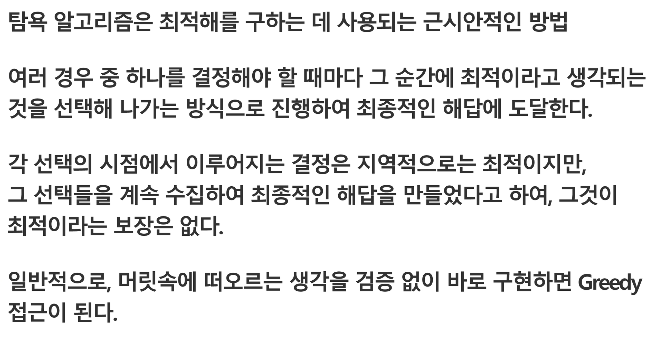 탐욕 알고리즘은 최적해를 구하는 데 사용되는 근시안적인 방법
여러 경우 중 하나를 결정해야 할 때마다 그 순간에 최적이라고 생각되는
것을 선택해 나가는 방식으로 진행하여 최종적인 해답에 도달한다.
각 선택의 시점에서 이루어지는 결정은 지역적으로는 최적이지만,
그 선택들을 계속 수집하여 최종적인 해답을 만들었다고 하여, 그것이
최적이라는 보장은 없다.
일반적으로, 머릿속에 떠오르는 생각을 검증 없이 바로 구현하면 Greedy
접근이 된다.